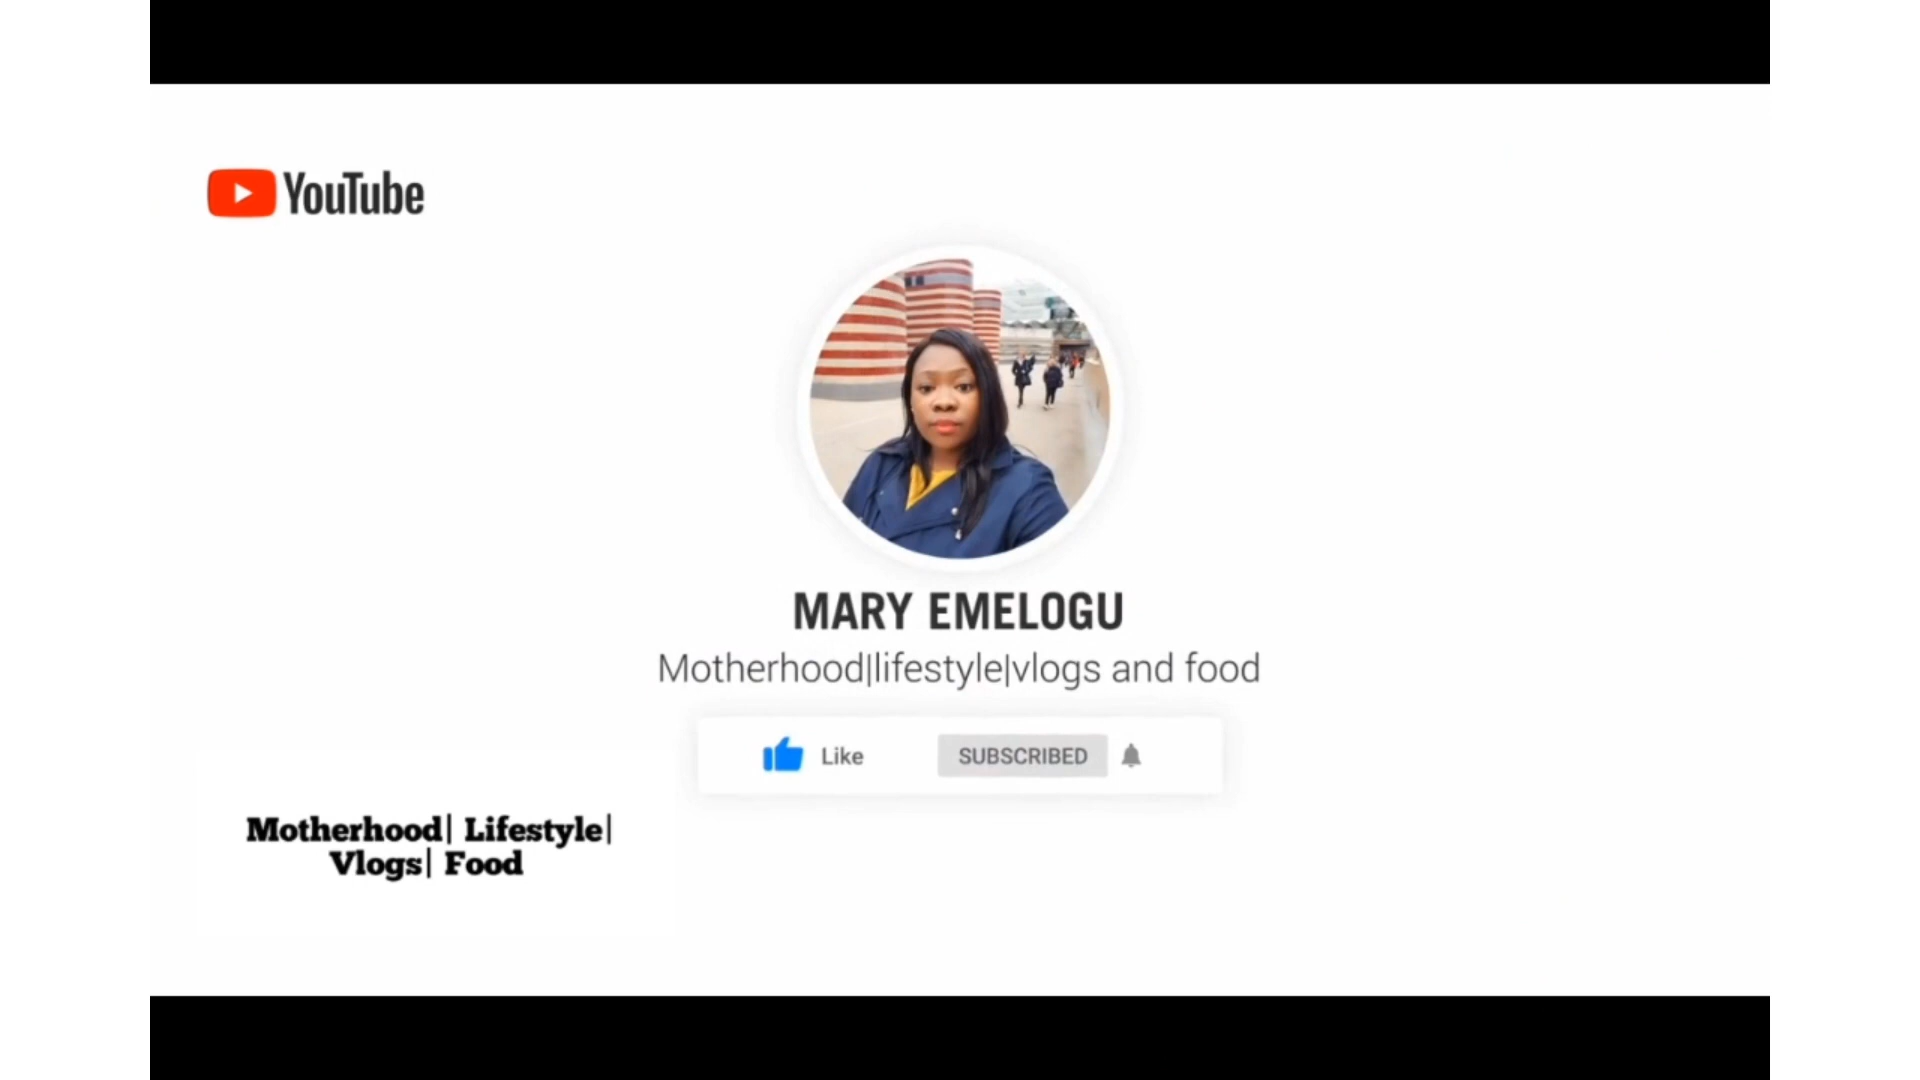 YouTube
MARY EMELOGU
Motherhood|lifestyle|vlogs and food
Like
SUBSCRIBED
Motherhood| Lifestyle|
Vlogs| Food